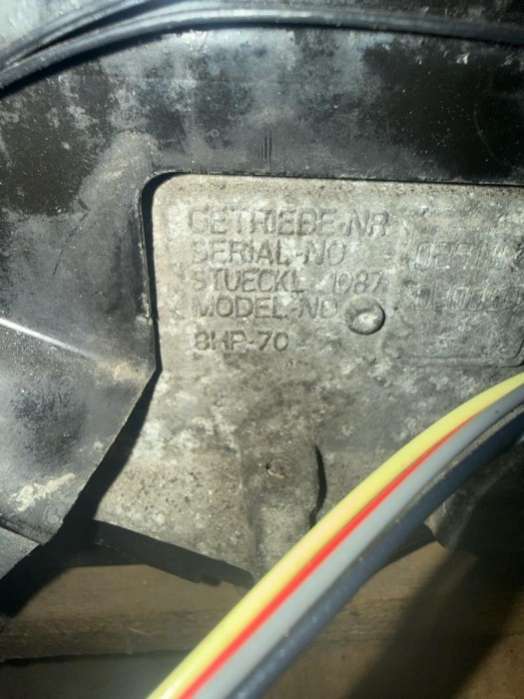 GETRIEBE-NR
SERIAL-NO
STUECKL 1087
MODEL-NO
8HP-70